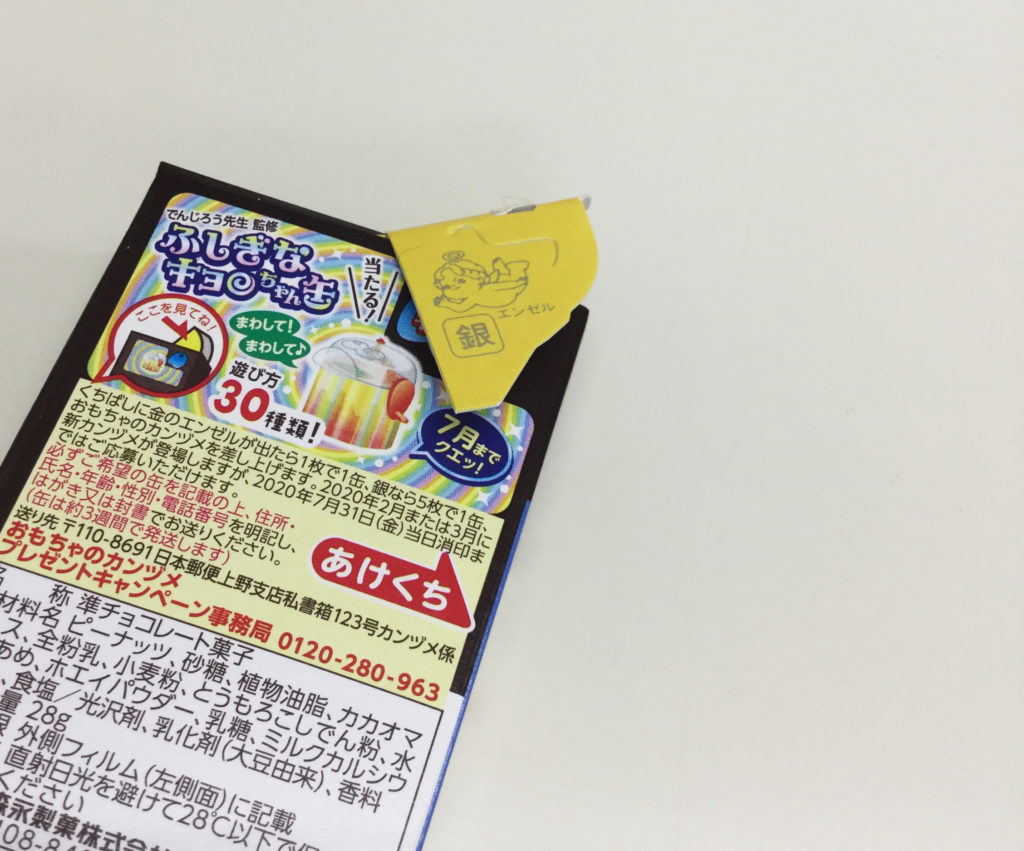 でんじろう先生 監修
ふしぎな
キョロちゃん缶
当たる!
ここを見てね!
まわして!
まわして♪
遊び方
30種類!
エンゼル
銀
7月まで
クエッ!
くちばしに金のエンゼルが出たら1枚で1缶、銀なら5枚で1缶、
おもちゃのカンヅメを差し上げます。2020年2月または3月に
新カンヅメが登場しますが、2020年7月31日(金)当日消印ま
ではご応募いただけます。
必ずご希望の缶を記載の上、住所・
氏名・年齢・性別・電話番号を明記し、
はがき又は封書でお送りください。
(缶は約3週間で発送します)
あけくち
送り先 〒110-8691日本郵便上野支店私書箱123号カンヅメ係
おもちゃのカンヅメ
プレゼントキャンペーン事務局 0120-280-963
称 準チョコレート菓子
材料名 ピーナッツ、砂糖、植物油脂、カカオマ
ス、全粉乳、小麦粉、とうもろこしでん粉、水
あめ、ホエイパウダー、乳糖、ミルクカルシウ
、食塩/光沢剤、乳化剤(大豆由来)、香料
量 28g
外側フィルム(左側面)に記載
直射日光を避けて28℃以下で保
ください
森永製菓株式会
108-84